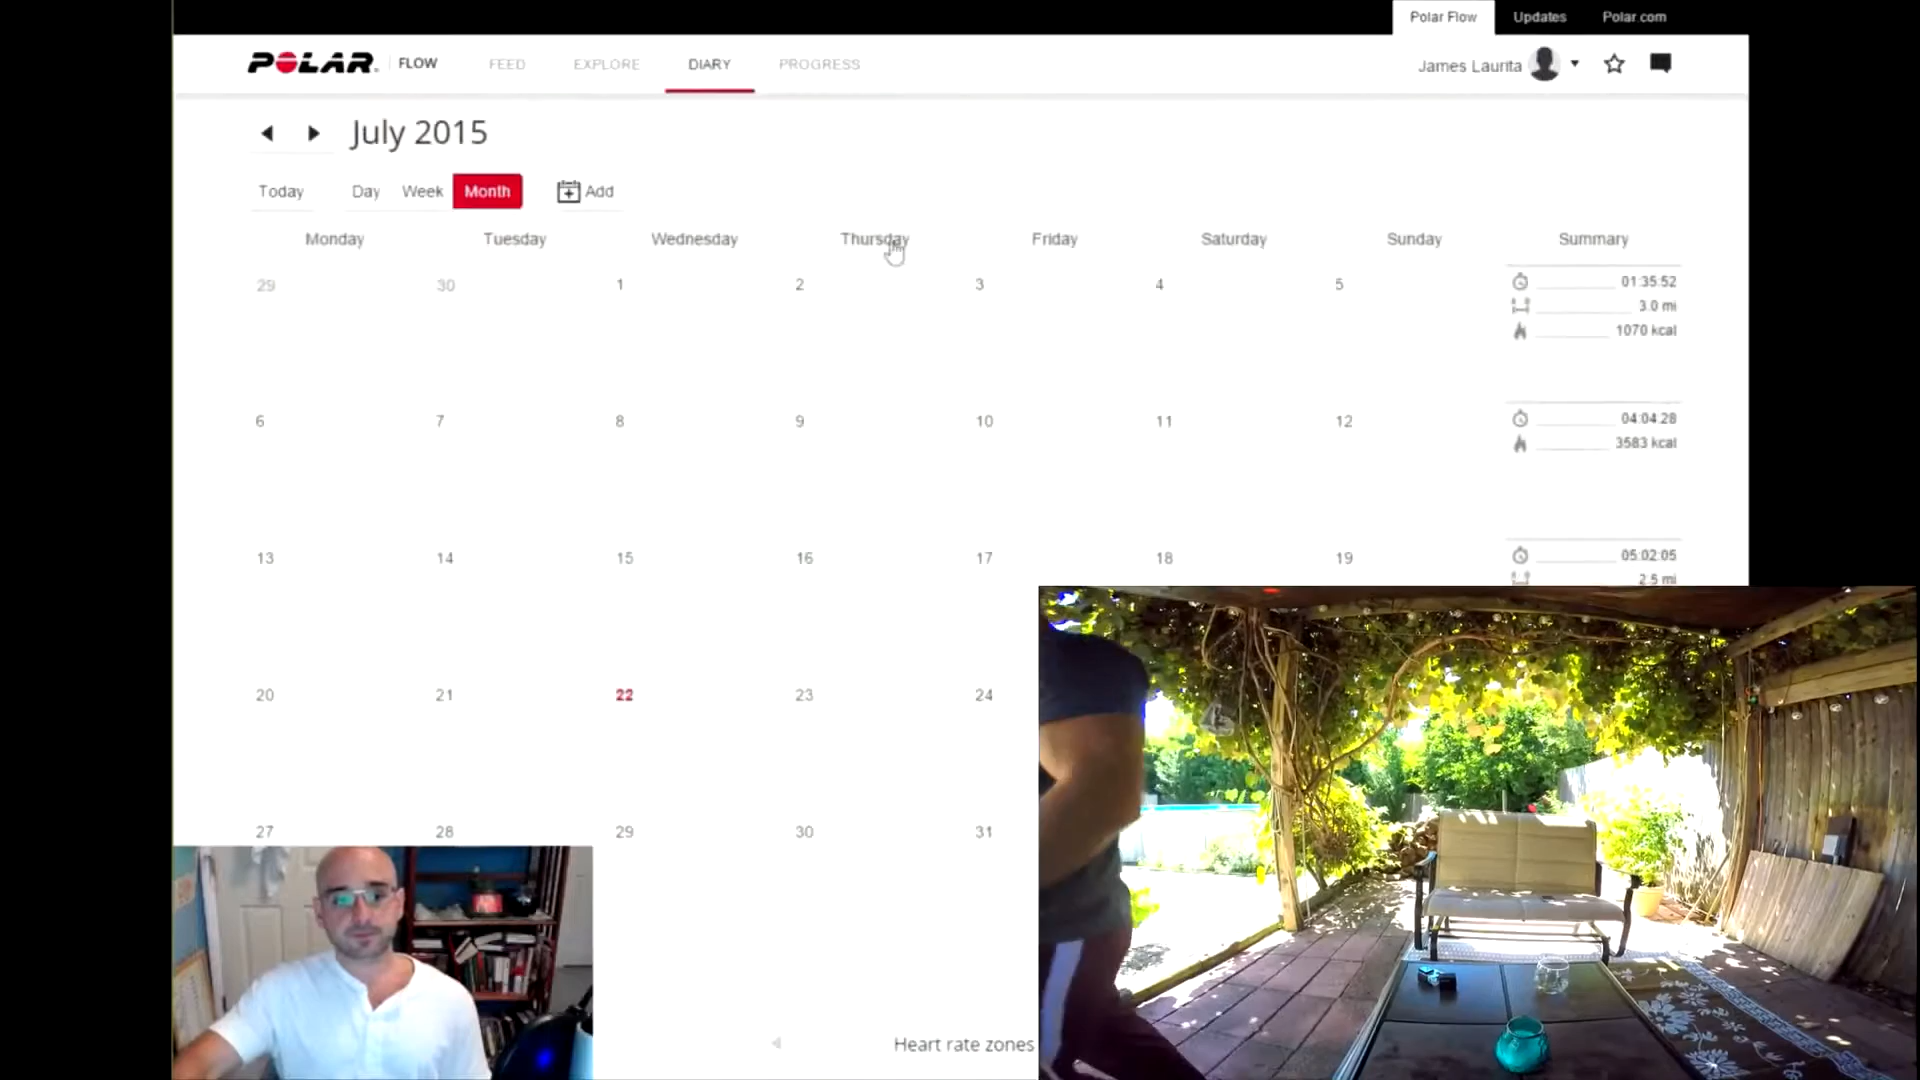 Polar Flow Updates Polar.com
POLAR. FLOW FEED EXPLORE DIARY PROGRESS James Laurita
July 2015
Today Day Week Month Add
Monday Tuesday Wednesday Thursday Friday Saturday Sunday Summary
29 30 1 2 3 4 5 01:35:52
3.0 mi
1070 kcal
6 7 8 9 10 11 12 04:04:28
3583 kcal
13 14 15 16 17 18 19 05:02:05
2.5 mi
20 21 22 23 24
27 28 29 30 31
Heart rate zones